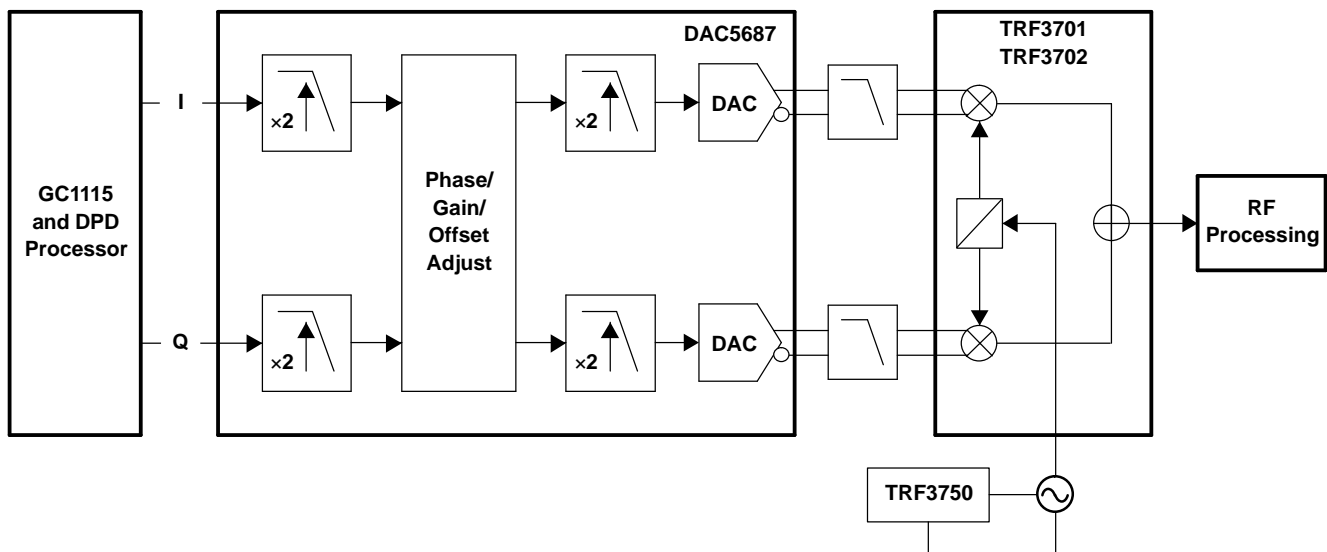 DAC5687
TRF3701
TRF3702
GC1115
and DPD
Processor
I
Q
×2
×2
×2
×2
Phase/
Gain/
Offset
Adjust
DAC
DAC
RF
Processing
TRF3750